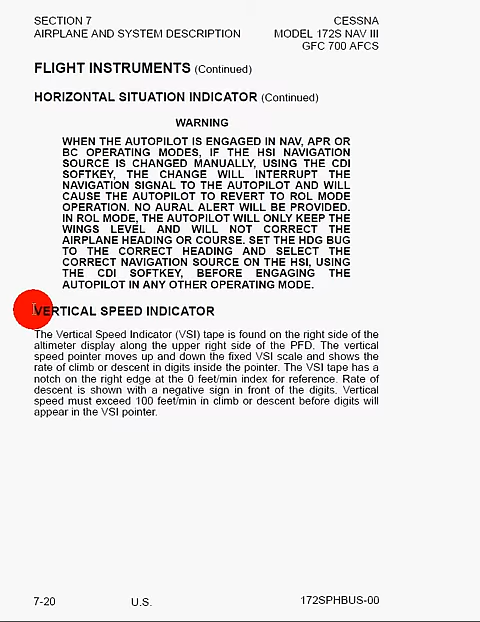 SECTION 7
AIRPLANE AND SYSTEM DESCRIPTION
CESSNA
MODEL 172S NAV III
GFC 700 AFCS
FLIGHT INSTRUMENTS (Continued)
HORIZONTAL SITUATION INDICATOR (Continued)
WARNING
WHEN THE AUTOPILOT IS ENGAGED IN NAV, APR OR
BC OPERATING MODES, IF THE HSI NAVIGATION
SOURCE IS CHANGED MANUALLY, USING THE CDI
SOFTKEY, THE CHANGE WILL INTERRUPT THE
NAVIGATION SIGNAL TO THE AUTOPILOT AND WILL
CAUSE THE AUTOPILOT TO REVERT TO ROL MODE
OPERATION. NO AURAL ALERT WILL BE PROVIDED.
IN ROL MODE, THE AUTOPILOT WILL ONLY KEEP THE
WINGS LEVEL AND WILL NOT CORRECT THE
AIRPLANE HEADING OR COURSE. SET THE HDG BUG
TO THE CORRECT HEADING AND SELECT THE
CORRECT NAVIGATION SOURCE ON THE HSI, USING
THE CDI SOFTKEY, BEFORE ENGAGING THE
AUTOPILOT IN ANY OTHER OPERATING MODE.
VERTICAL SPEED INDICATOR
The Vertical Speed Indicator (VSI) tape is found on the right side of the
altimeter display along the upper right side of the PFD. The vertical
speed pointer moves up and down the fixed VSI scale and shows the
rate of climb or descent in digits inside the pointer. The VSI tape has a
notch on the right edge at the 0 feet/min index for reference. Rate of
descent is shown with a negative sign in front of the digits. Vertical
speed must exceed 100 feet/min in climb or descent before digits will
appear in the VSI pointer.
7-20
U.S.
172SPHBUS-00